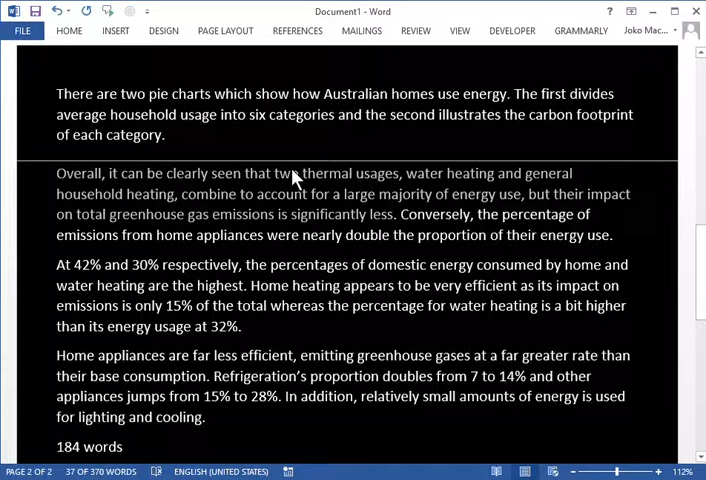 Document1 - Word
?
FILE HOME INSERT DESIGN PAGE LAYOUT REFERENCES MAILINGS REVIEW VIEW DEVELOPER GRAMMARLY Joko Mac...
There are two pie charts which show how Australian homes use energy. The first divides
average household usage into six categories and the second illustrates the carbon footprint
of each category.
Overall, it can be clearly seen that two thermal usages, water heating and general
household heating, combine to account for a large majority of energy use, but their impact
on total greenhouse gas emissions is significantly less. Conversely, the percentage of
emissions from home appliances were nearly double the proportion of their energy use.
At 42% and 30% respectively, the percentages of domestic energy consumed by home and
water heating are the highest. Home heating appears to be very efficient as its impact on
emissions is only 15% of the total whereas the percentage for water heating is a bit higher
than its energy usage at 32%.
Home appliances are far less efficient, emitting greenhouse gases at a far greater rate than
their base consumption. Refrigeration's proportion doubles from 7 to 14% and other
appliances jumps from 15% to 28%. In addition, relatively small amounts of energy is used
for lighting and cooling.
184 words
PAGE 2 OF 2 37 OF 370 WORDS ENGLISH (UNITED STATES) 112%